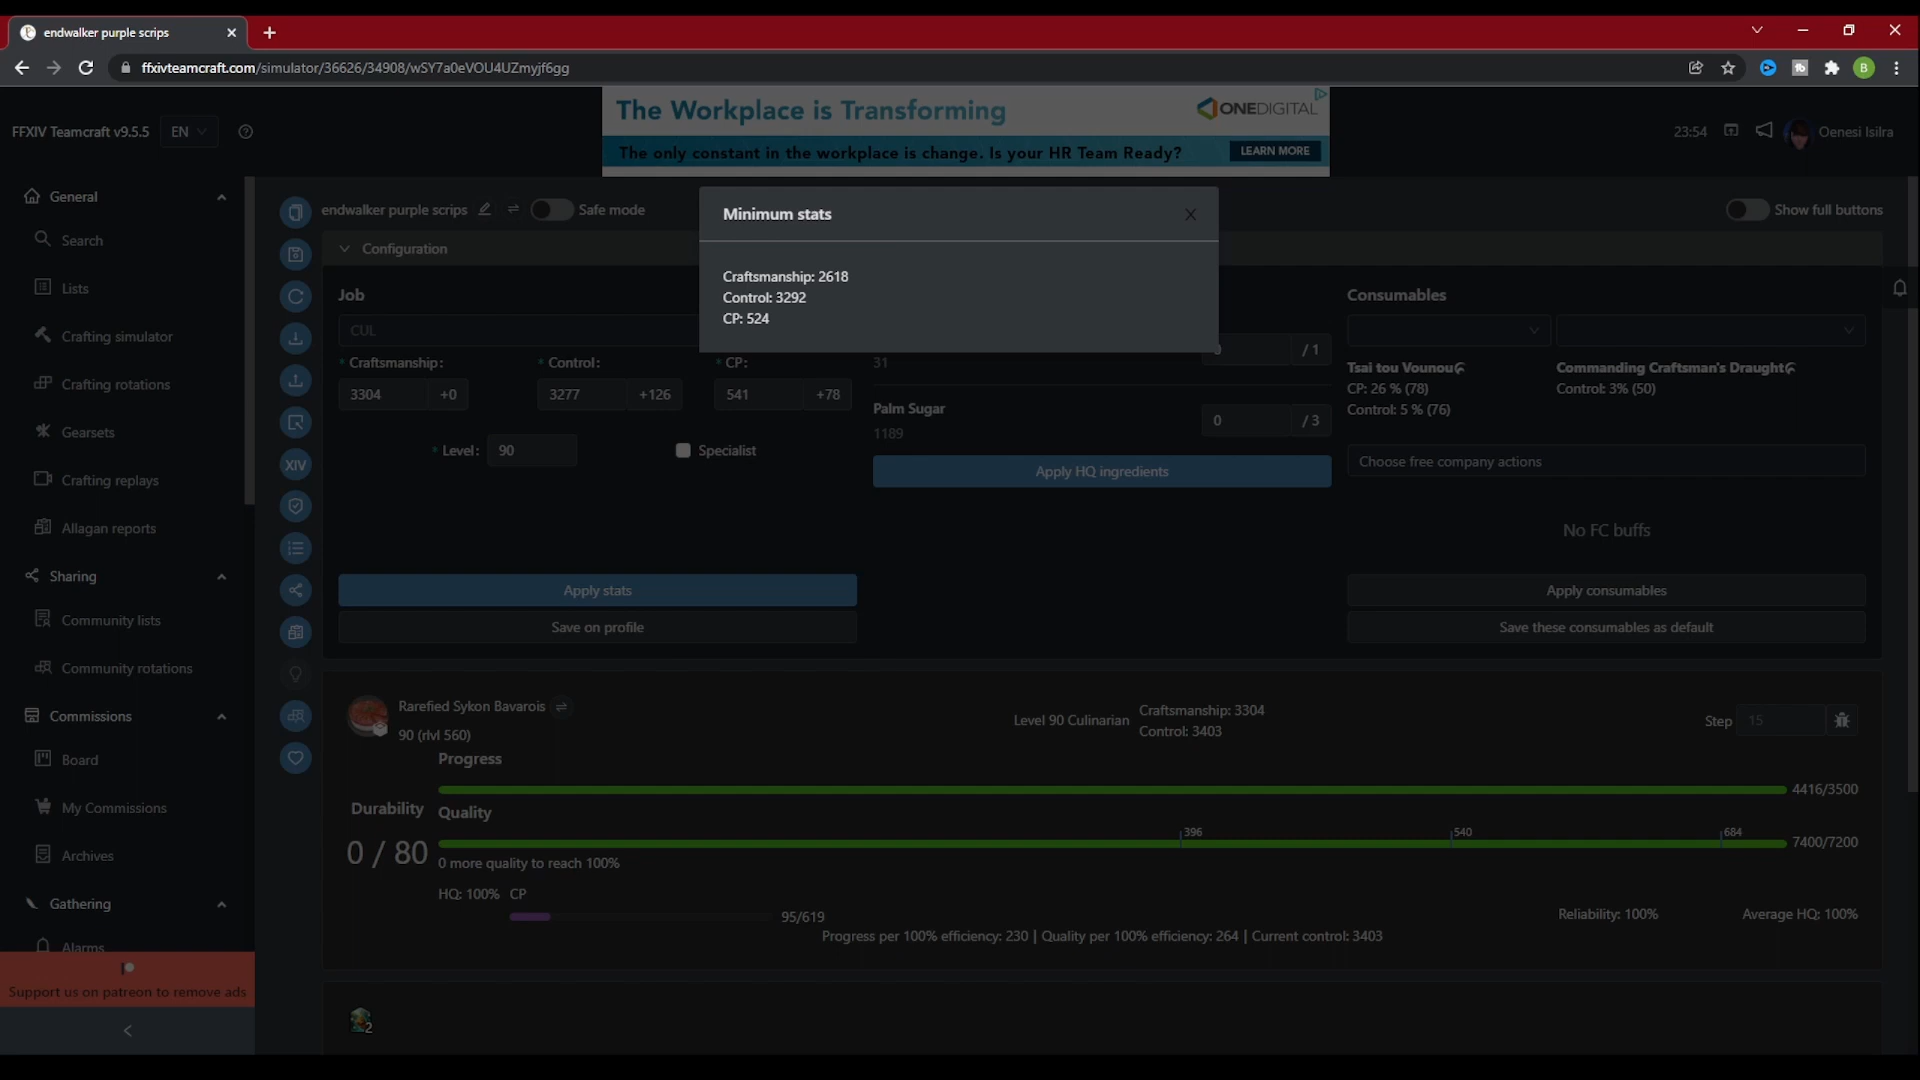 endwalker purple scrips
ffxivteamcraft.com/simulator/36626/34908/wSY7a0eVOU4UZmyjf6gg
B
The Workplace is Transforming
ONEDIGITAL
The only constant in the workplace is change. Is your HR Team Ready?
LEARN MORE
FFXIV Teamcraft v9.5.5
EN
23:54
Oenesi Isilra
General
Search
Lists
Crafting simulator
Crafting rotations
Gearsets
Crafting replays
Allagan reports
Sharing
Community lists
Community rotations
Commissions
Board
My Commissions
Archives
Gathering
Alarms
Support us on patreon to remove ads
XIV
endwalker purple scrips
Safe mode
Show full buttons
Configuration
Minimum stats
Craftsmanship: 2618
Control: 3292
CP: 524
Job
CUL
* Craftsmanship:
3304 +0
* Control:
3277 +126
* CP:
541 +78
* Level: 90
Specialist
Apply stats
Save on profile
31
0 / 1
Palm Sugar
1189
0 / 3
Apply HQ ingredients
Consumables
Tsai tou Vounou
CP: 26 % (78)
Control: 5 % (76)
Commanding Craftsman's Draught
Control: 3% (50)
Choose free company actions
No FC buffs
Apply consumables
Save these consumables as default
Rarefied Sykon Bavarois
90 (rlvl 560)
Level 90 Culinarian
Craftsmanship: 3304
Control: 3403
Step 15
Progress
4416/3500
Durability
0 / 80
Quality
396
540
684
7400/7200
0 more quality to reach 100%
HQ: 100% CP
95/619
Reliability: 100%
Average HQ: 100%
Progress per 100% efficiency: 230 | Quality per 100% efficiency: 264 | Current control: 3403
2